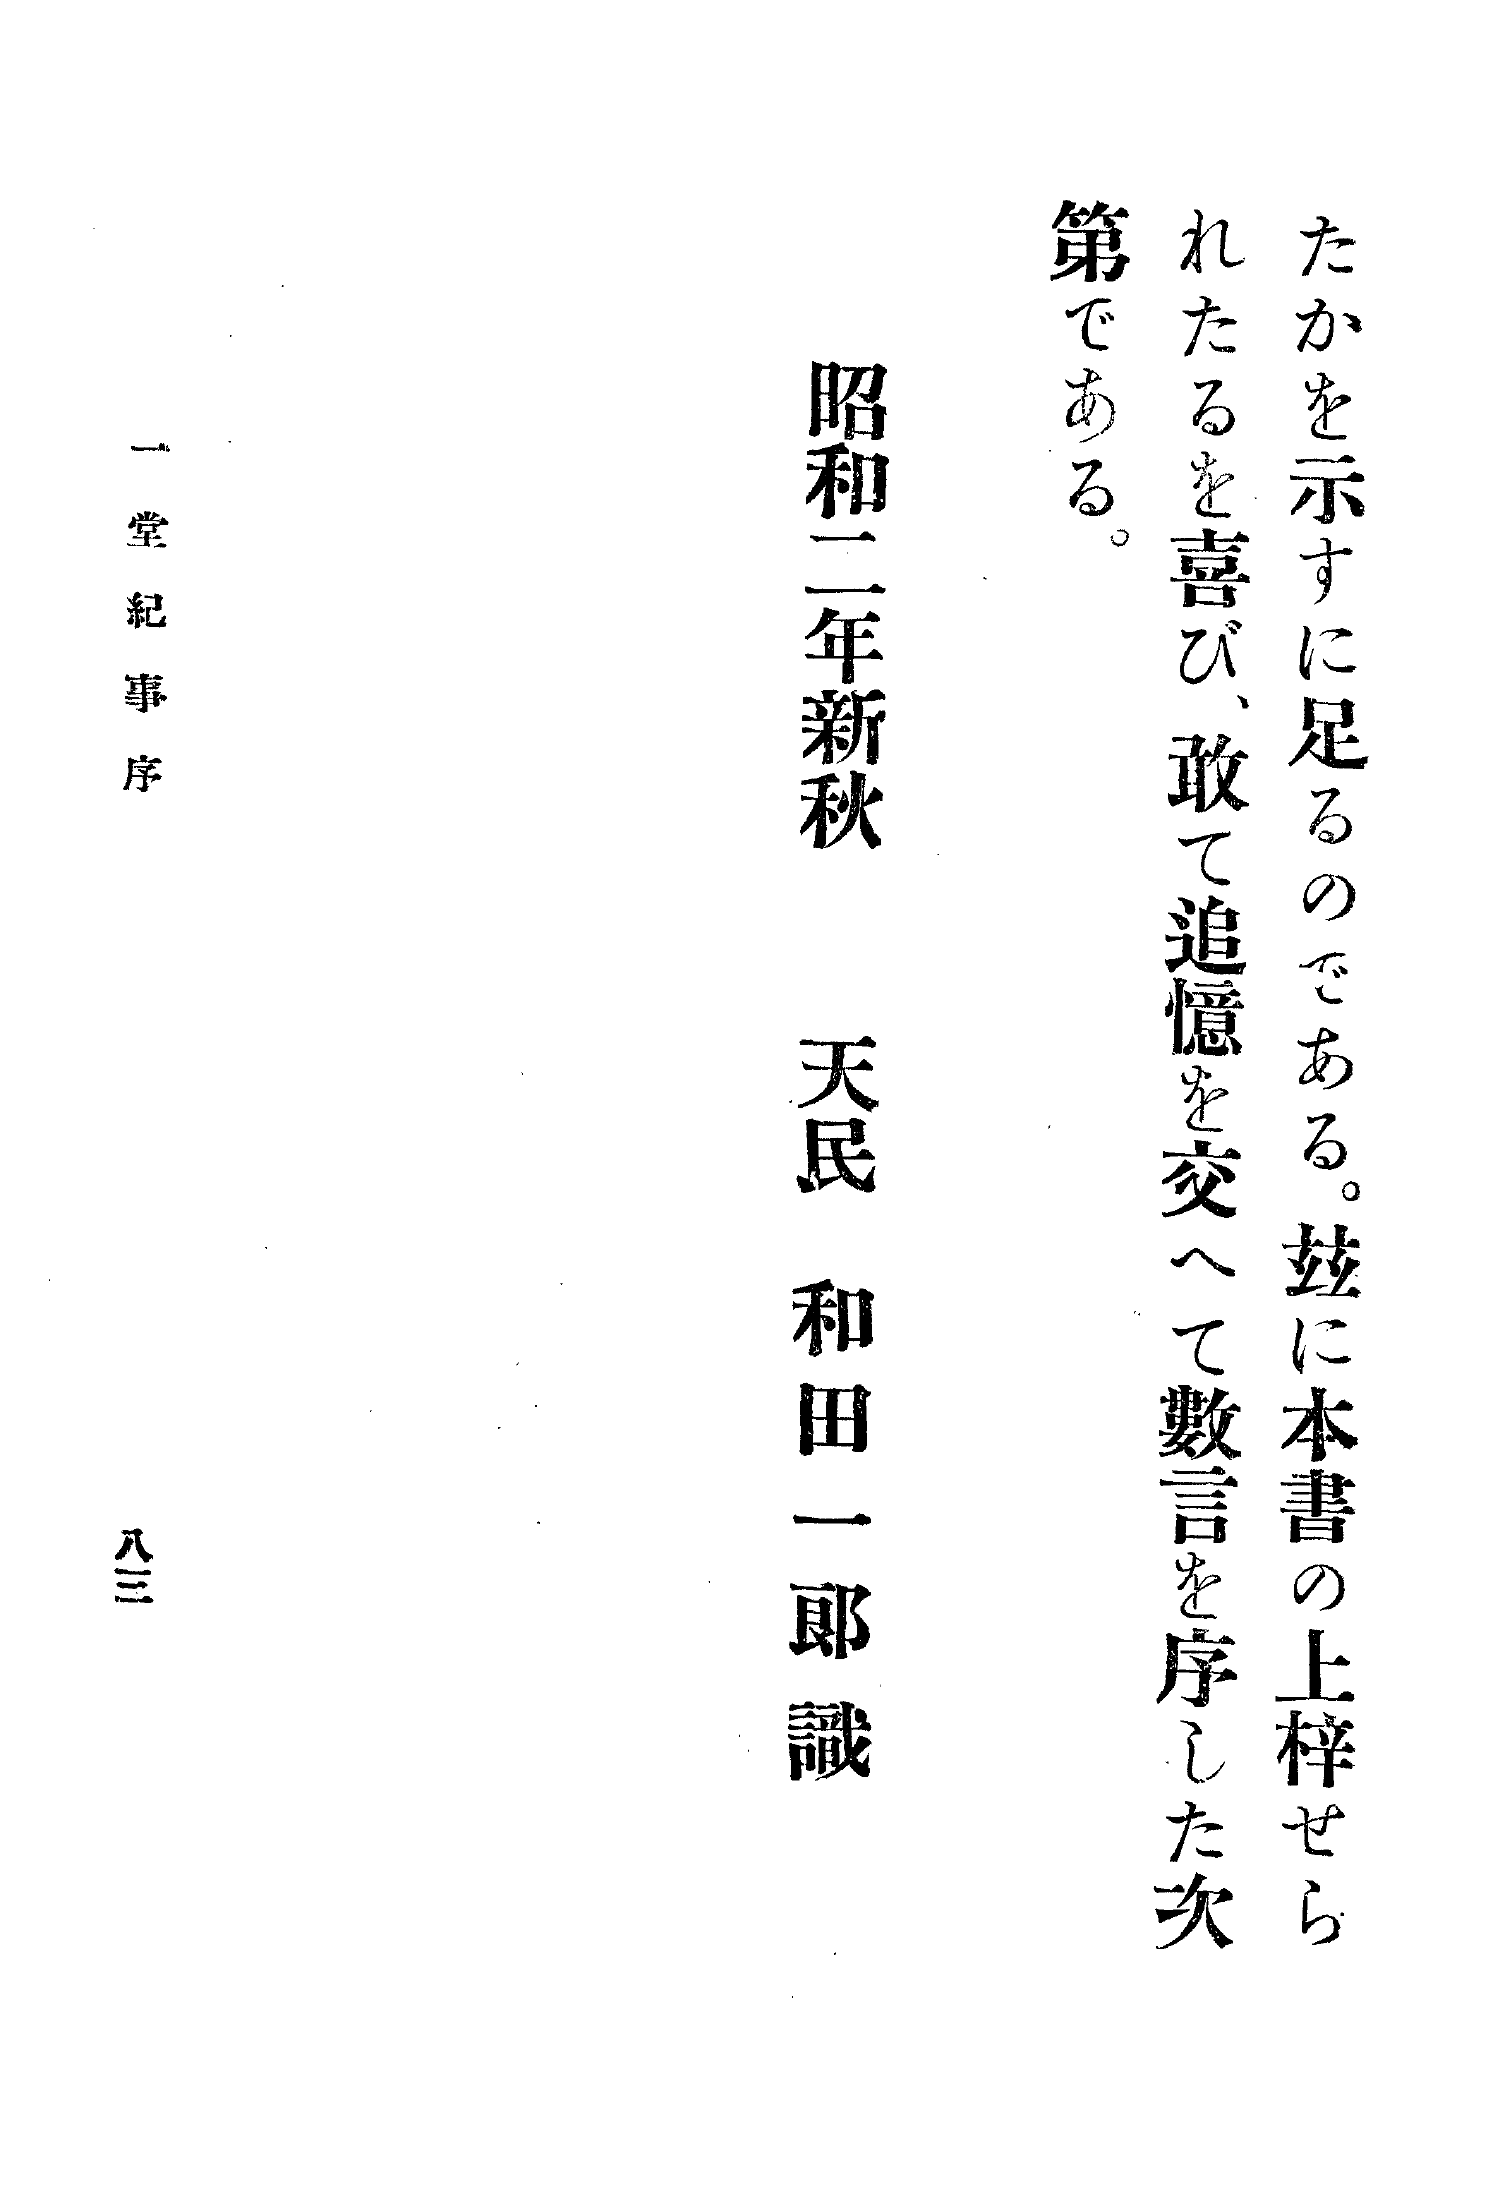 たかを示すに足るのである。玆に本書の上梓せら
れたるを喜び、敢て追憶を交へて數言を序した次
第である。
昭和二年新秋　　天民　和田一郎識
一堂紀事序
八三